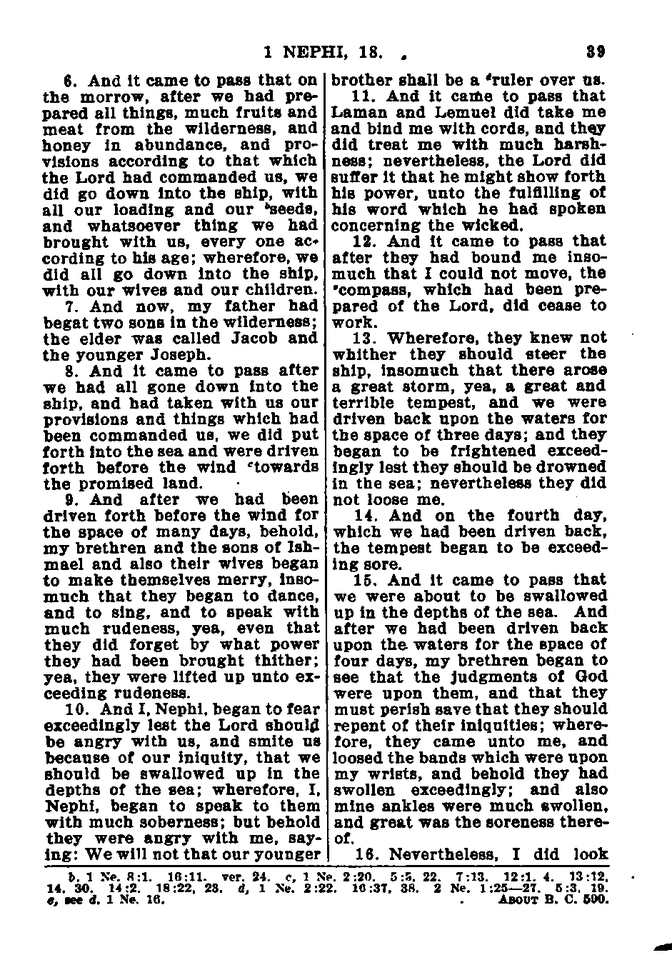 1 NEPHI, 18.
39
6. And it came to pass that on
the morrow, after we had pre-
pared all things, much fruits and
meat from the wilderness, and
honey in abundance, and pro-
visions according to that which
the Lord had commanded us, we
did go down into the ship, with
all our loading and our bseeds,
and whatsoever thing we had
brought with us, every one ac-
cording to his age; wherefore, we
did all go down into the ship,
with our wives and our children.
7. And now, my father had
begat two sons in the wilderness;
the elder was called Jacob and
the younger Joseph.
8. And it came to pass after
we had all gone down into the
ship, and had taken with us our
provisions and things which had
been commanded us, we did put
forth into the sea and were driven
forth before the wind ctowards
the promised land.
9. And after we had been
driven forth before the wind for
the space of many days, behold,
my brethren and the sons of Ish-
mael and also their wives began
to make themselves merry, inso-
much that they began to dance,
and to sing, and to speak with
much rudeness, yea, even that
they did forget by what power
they had been brought thither;
yea, they were lifted up unto ex-
ceeding rudeness.
10. And I, Nephi, began to fear
exceedingly lest the Lord should
be angry with us, and smite us
because of our iniquity, that we
should be swallowed up in the
depths of the sea; wherefore, I,
Nephi, began to speak to them
with much soberness; but behold
they were angry with me, say-
ing: We will not that our younger
brother shall be a druler over us.
11. And it came to pass that
Laman and Lemuel did take me
and bind me with cords, and they
did treat me with much harsh-
ness; nevertheless, the Lord did
suffer it that he might show forth
his power, unto the fulfilling of
his word which he had spoken
concerning the wicked.
12. And it came to pass that
after they had bound me inso-
much that I could not move, the
ecompass, which had been pre-
pared of the Lord, did cease to
work.
13. Wherefore, they knew not
whither they should steer the
ship, insomuch that there arose
a great storm, yea, a great and
terrible tempest, and we were
driven back upon the waters for
the space of three days; and they
began to be frightened exceed-
ingly lest they should be drowned
in the sea; nevertheless they did
not loose me.
14. And on the fourth day,
which we had been driven back,
the tempest began to be exceed-
ing sore.
15. And it came to pass that
we were about to be swallowed
up in the depths of the sea. And
after we had been driven back
upon the waters for the space of
four days, my brethren began to
see that the judgments of God
were upon them, and that they
must perish save that they should
repent of their iniquities; where-
fore, they came unto me, and
loosed the bands which were upon
my wrists, and behold they had
swollen exceedingly; and also
mine ankles were much swollen,
and great was the soreness there-
of.
16. Nevertheless, I did look
b, 1 Ne. 8:1. 16:11. ver. 24. c, 1 Ne. 2:20. 5:5, 22. 7:13. 12:1, 4. 13:12,
14, 30. 14:2. 18:22, 23. d, 1 Ne. 2:22. 16:37, 38. 2 Ne. 1:25—27. 5:3, 19.
e, see d, 1 Ne. 16. ABOUT B. C. 590.